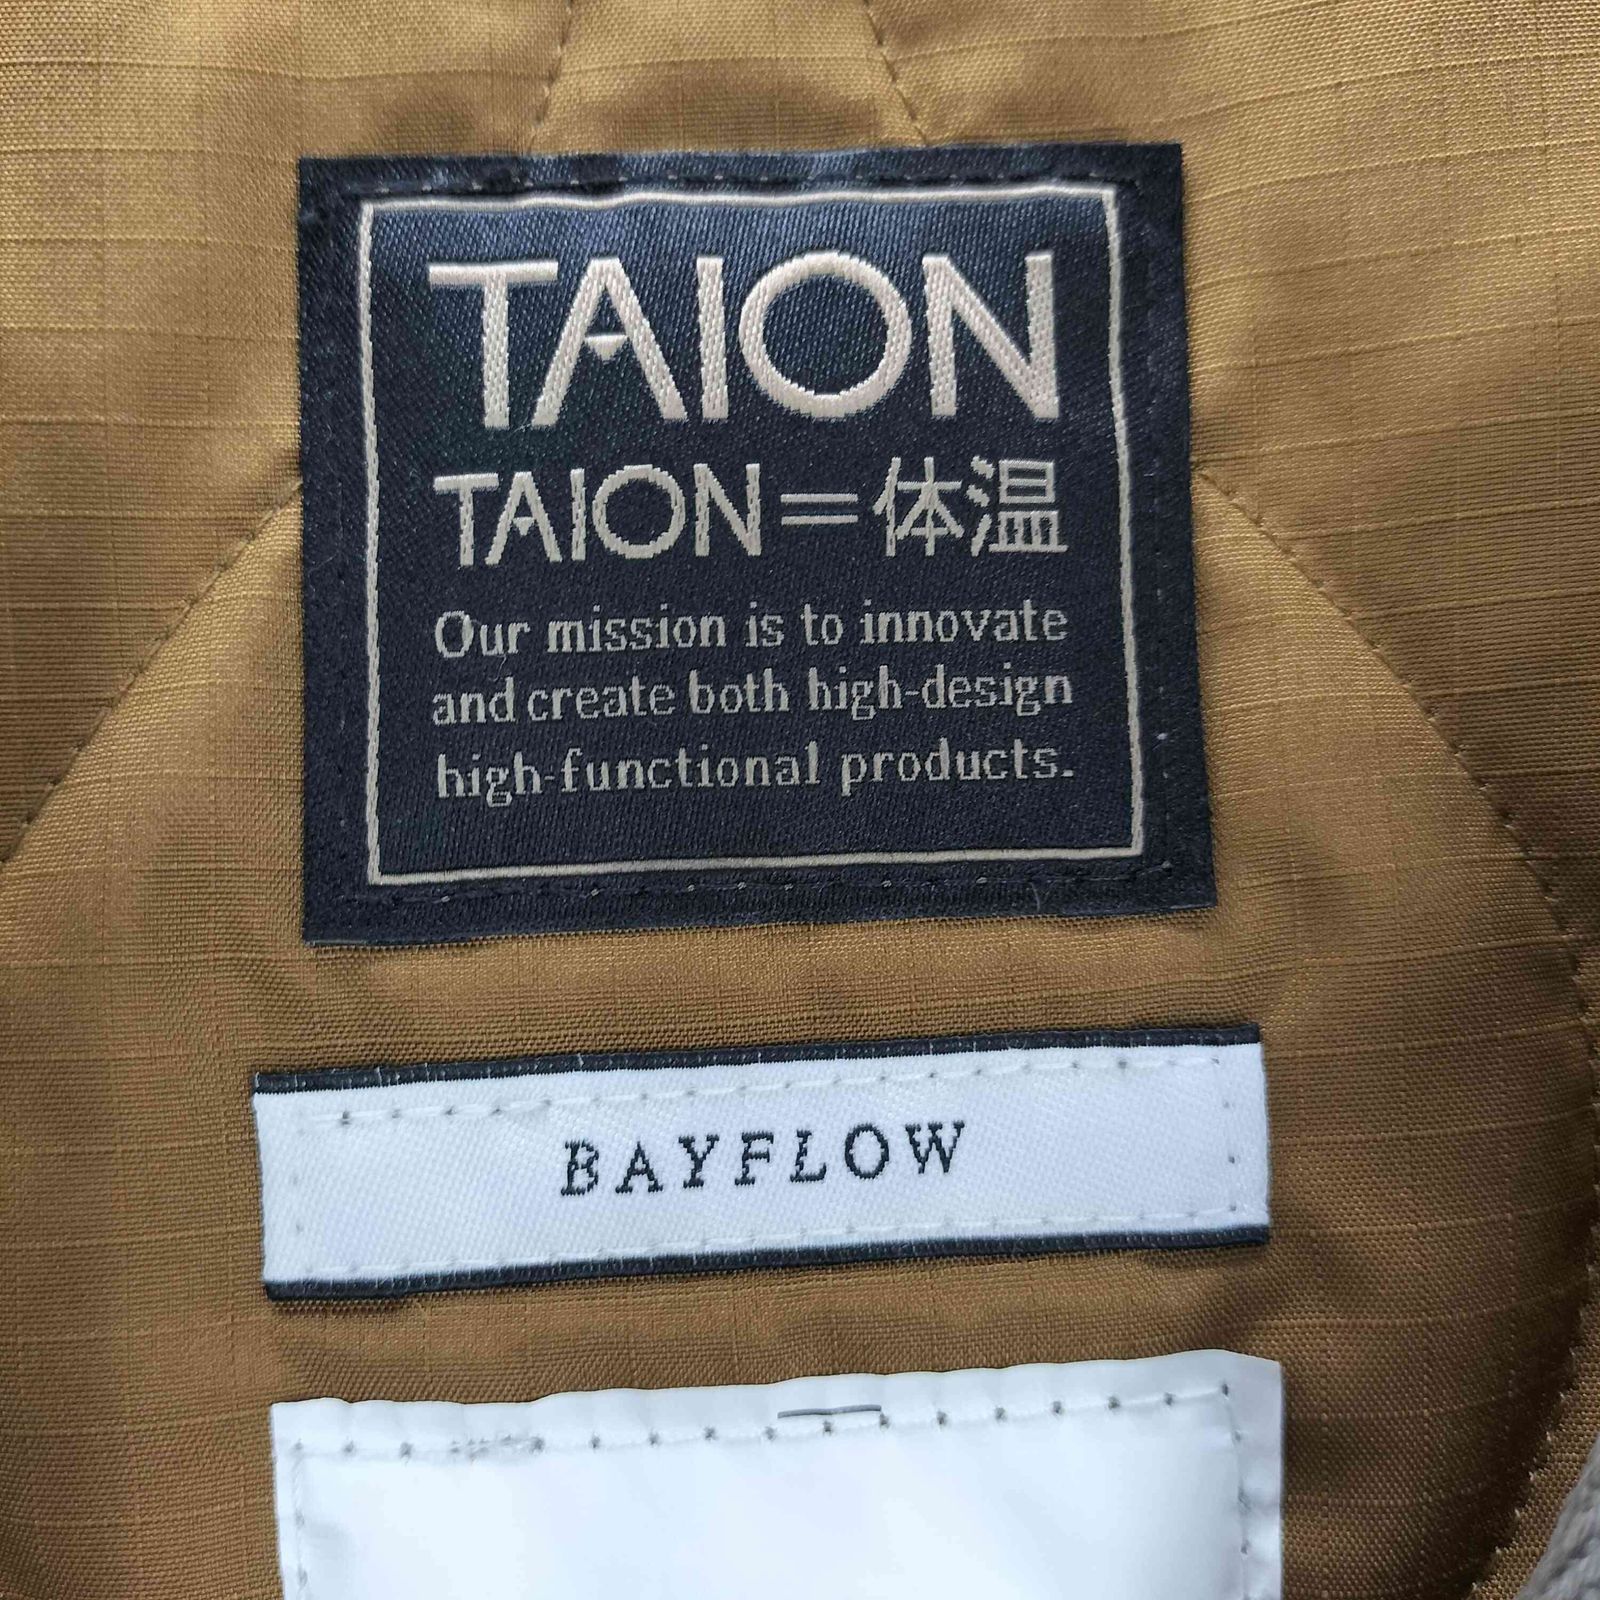 TAION
TAION=体温
Our mission is to innovate
and create both high-design
high-functional products.
BAYFLOW